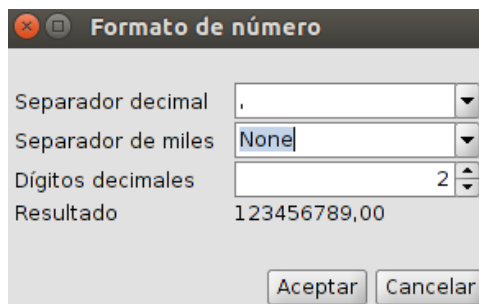 Formato de número
Separador decimal ,
Separador de miles None
Dígitos decimales 2
Resultado 123456789,00
Aceptar Cancelar